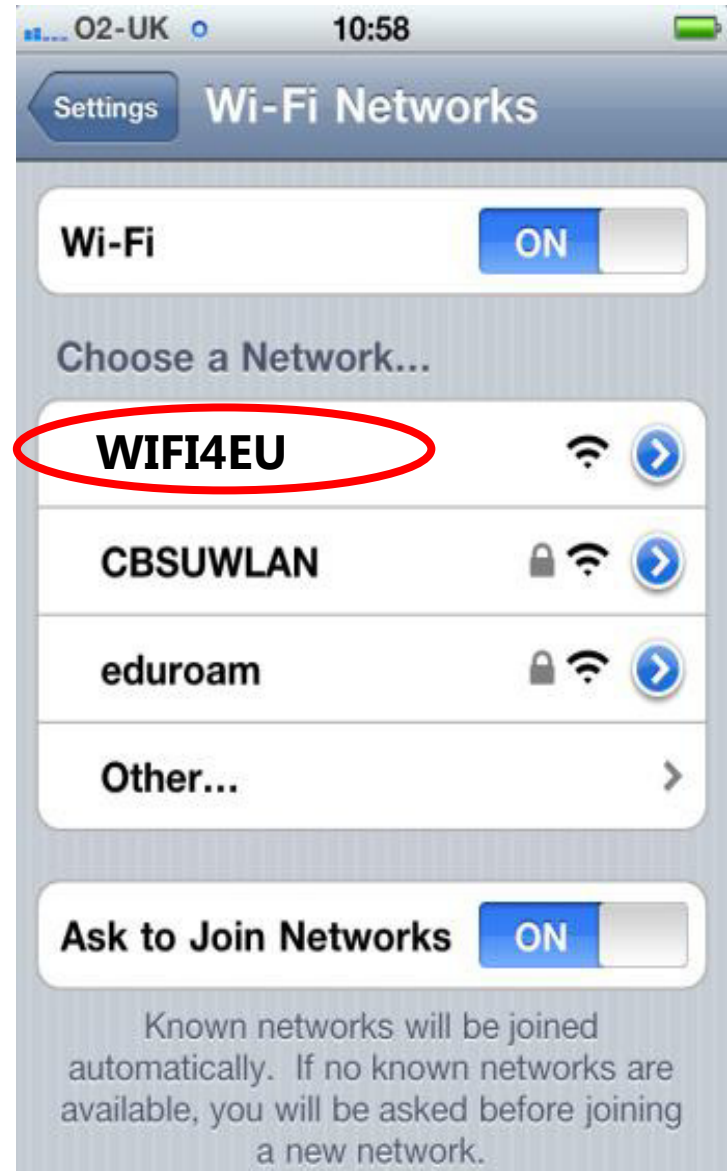 O2-UK 10:58
Settings Wi-Fi Networks
Wi-Fi ON
Choose a Network...
WIFI4EU
CBSUWLAN
eduroam
Other...
Ask to Join Networks ON
Known networks will be joined
automatically. If no known networks are
available, you will be asked before joining
a new network.